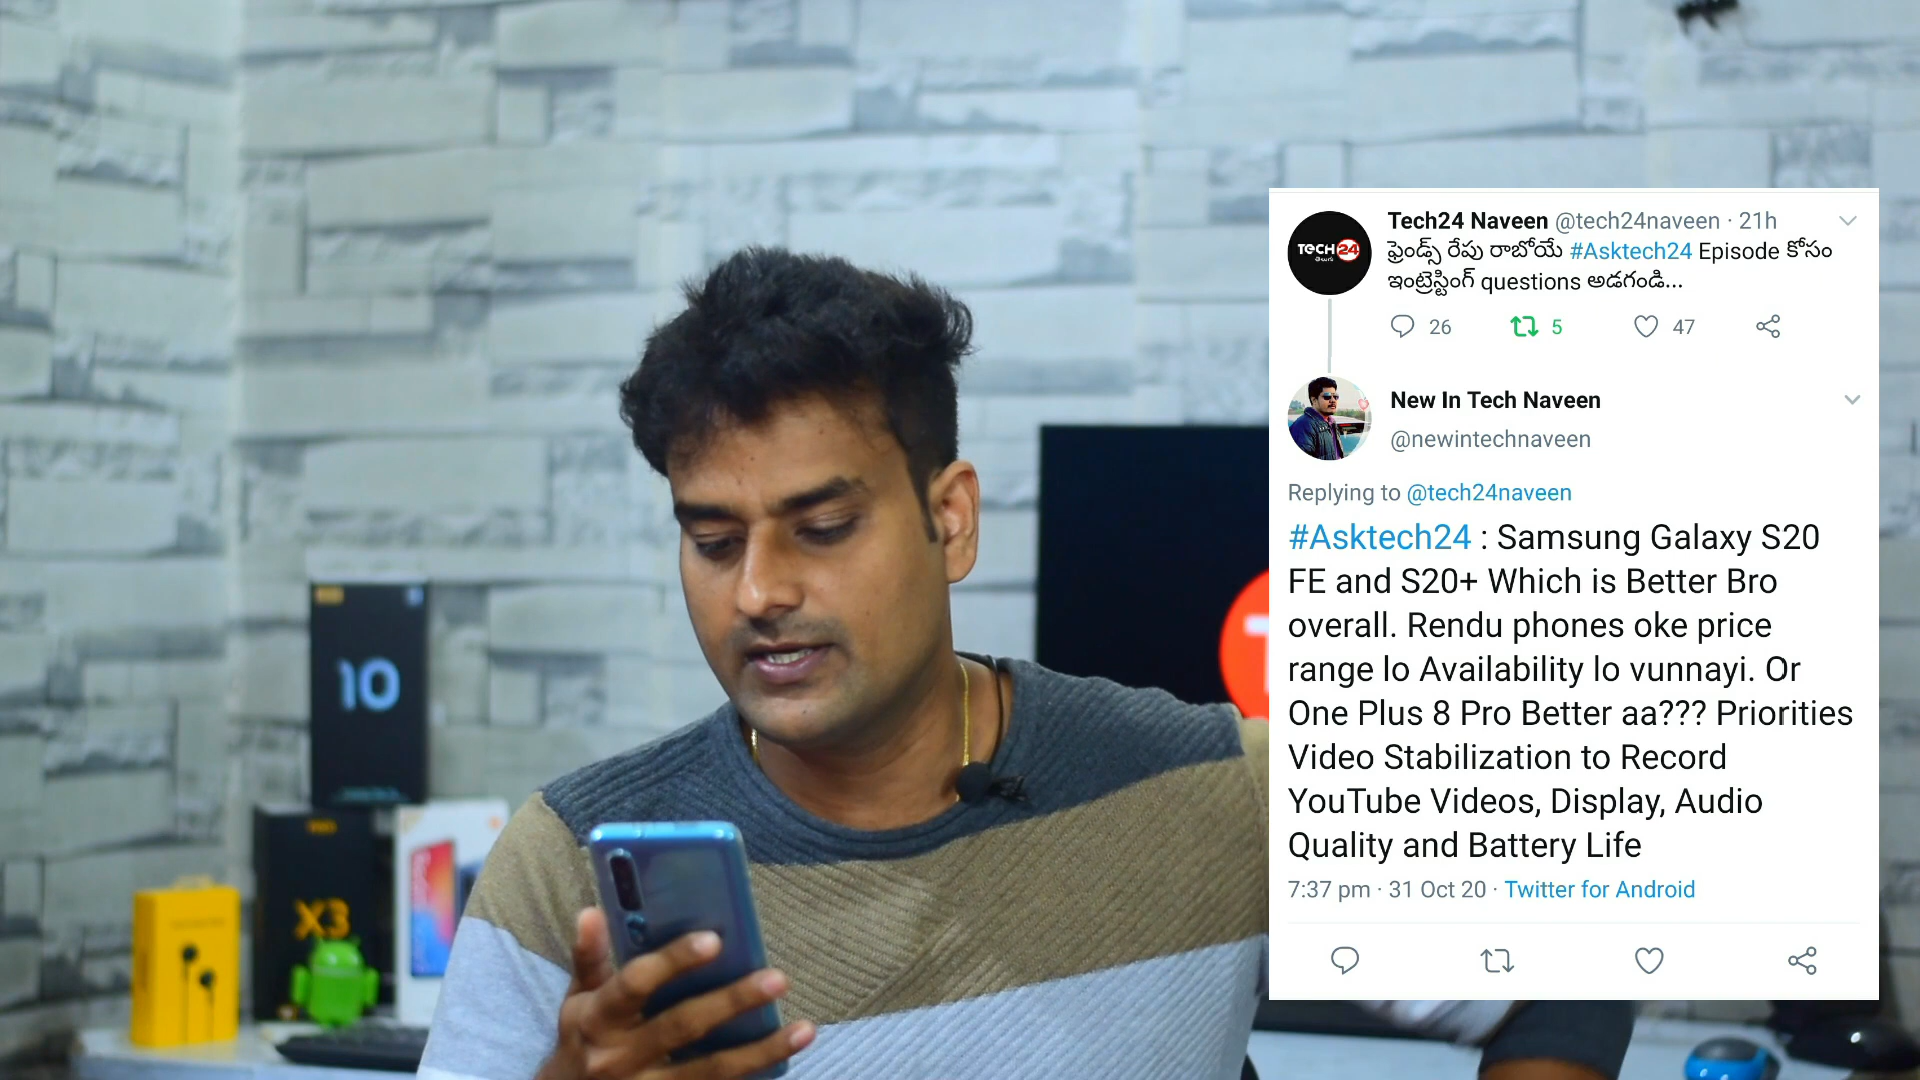 Tech24 Naveen @tech24naveen · 21h
ఫ్రెండ్స్ రేపు రాబోయే #Asktech24 Episode కోసం
ఇంట్రెస్టింగ్ questions అడగండి...
TECH24
26 5 47
New In Tech Naveen
@newintechnaveen
Replying to @tech24naveen
#Asktech24 : Samsung Galaxy S20
FE and S20+ Which is Better Bro
overall. Rendu phones oke price
range lo Availability lo vunnayi. Or
One Plus 8 Pro Better aa??? Priorities
Video Stabilization to Record
YouTube Videos, Display, Audio
Quality and Battery Life
7:37 pm · 31 Oct 20 · Twitter for Android
10
X3